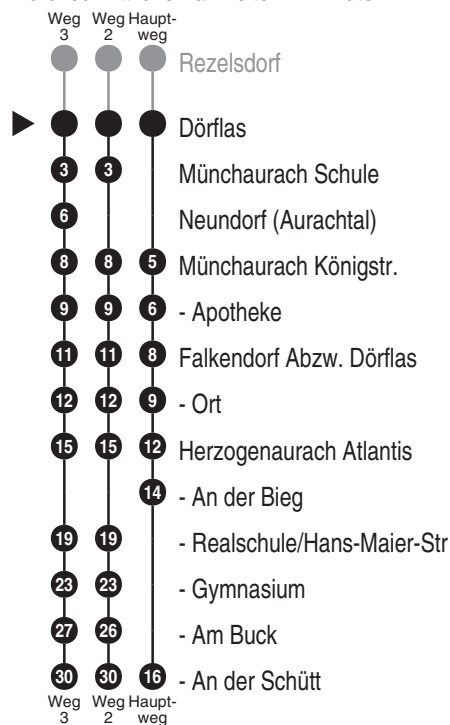 Weg Weg Haupt-
3 2 weg
Rezelsdorf
Dörflas
3 3 Münchaurach Schule
6 Neundorf (Aurachtal)
8 8 5 Münchaurach Königstr.
9 9 6 - Apotheke
11 11 8 Falkendorf Abzw. Dörflas
12 12 9 - Ort
15 15 12 Herzogenaurach Atlantis
14 - An der Bieg
19 19 - Realschule/Hans-Maier-Str
23 23 - Gymnasium
27 26 - Am Buck
30 30 16 - An der Schütt
Weg Weg Haupt-
3 2 weg